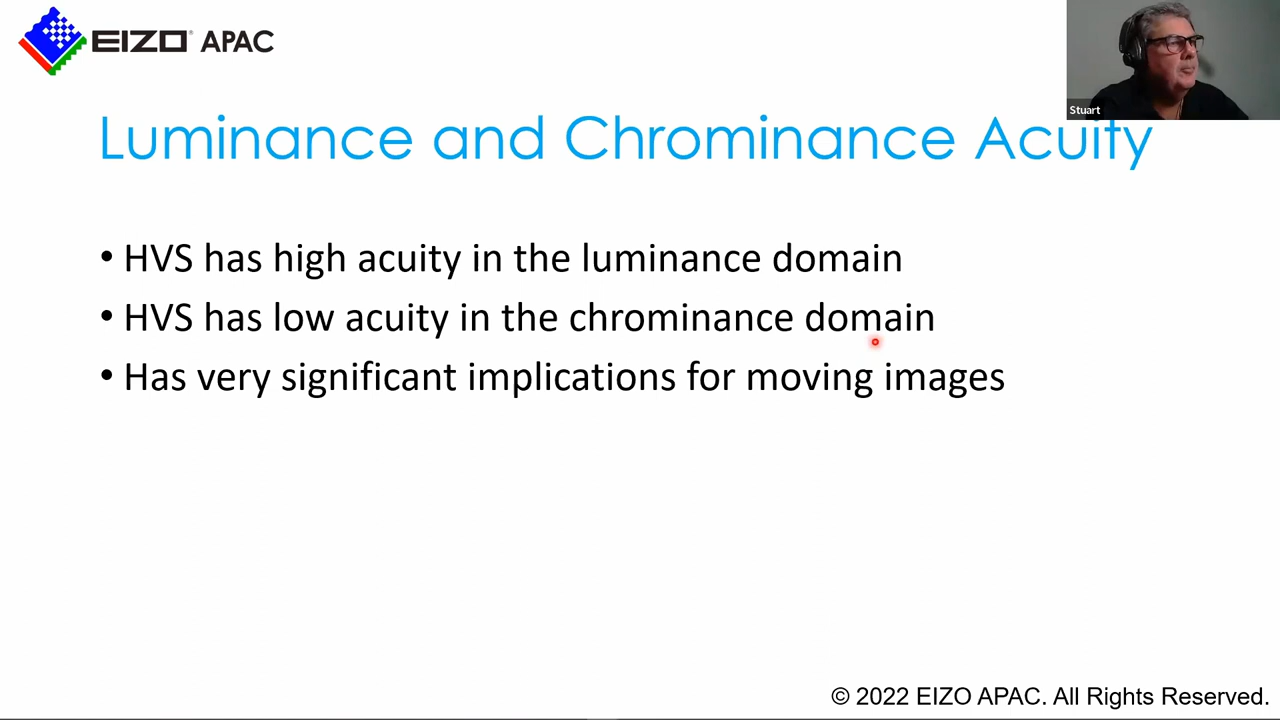 EIZO APAC
Stuart
Luminance and Chrominance Acuity
• HVS has high acuity in the luminance domain
• HVS has low acuity in the chrominance domain
• Has very significant implications for moving images
© 2022 EIZO APAC. All Rights Reserved.